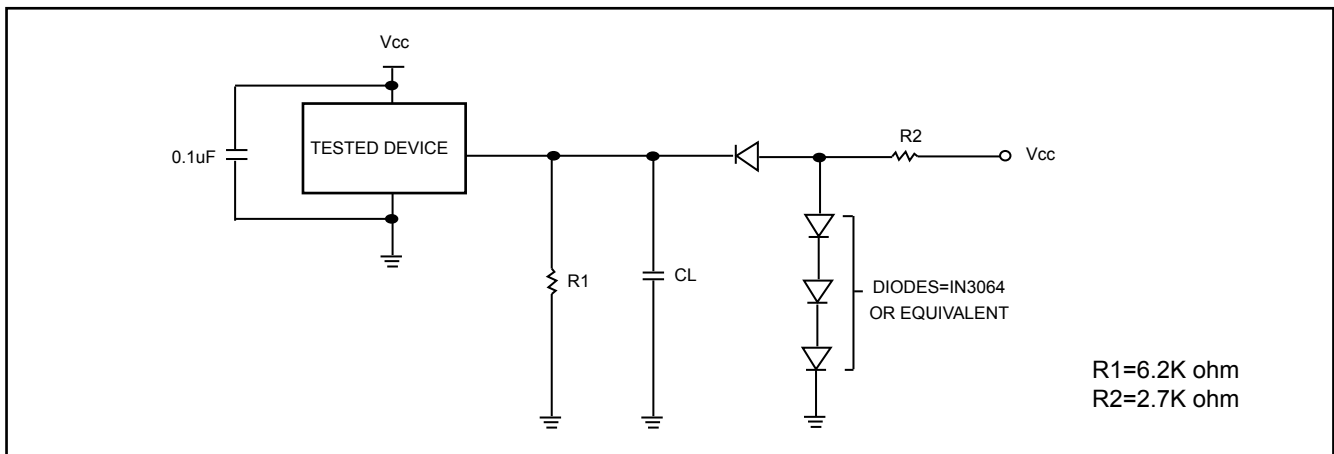 Vcc
0.1uF
TESTED DEVICE
R2
Vcc
R1
CL
DIODES=IN3064
OR EQUIVALENT
R1=6.2K ohm
R2=2.7K ohm